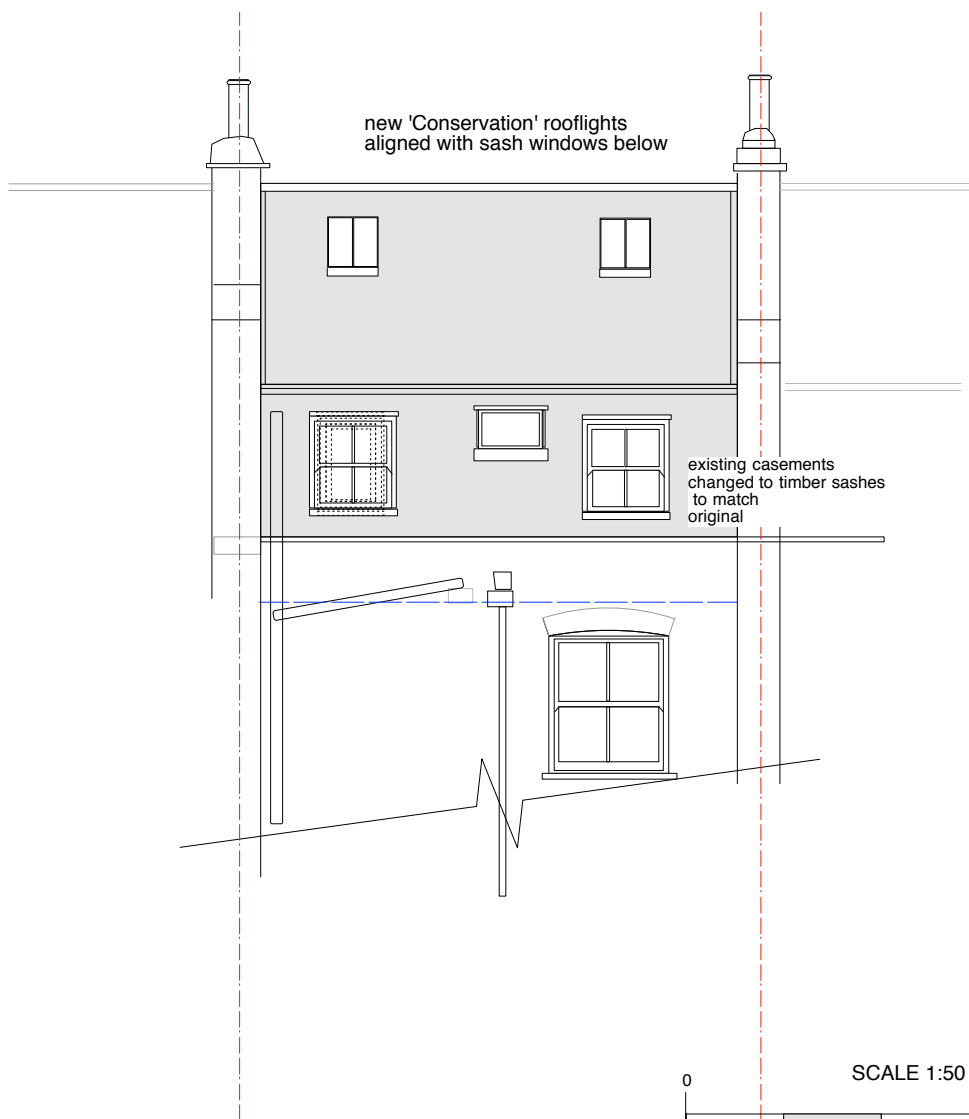 new 'Conservation' rooflights
aligned with sash windows below
existing casements
changed to timber sashes
to match
original
0
SCALE 1:50